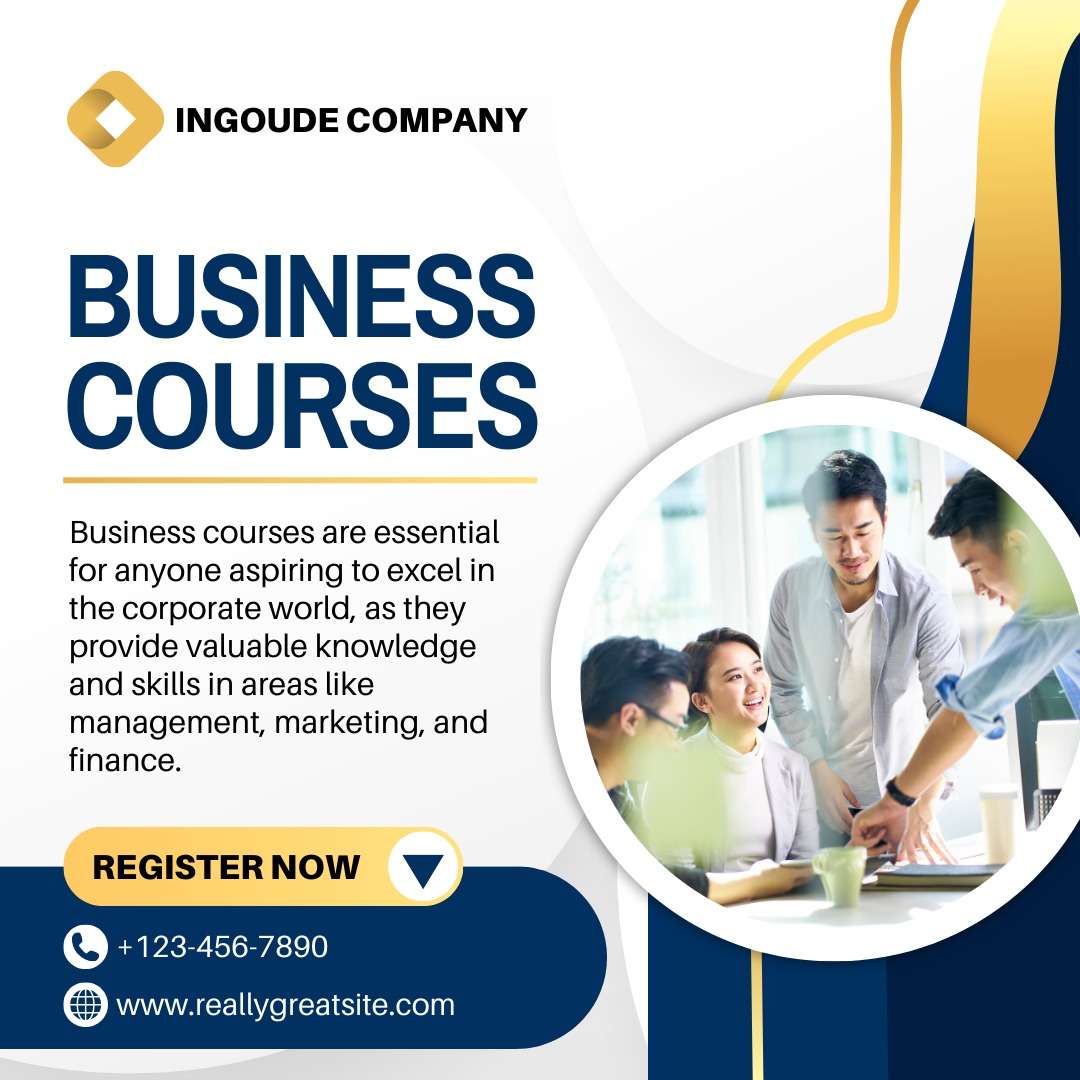 INGOUDE COMPANY
BUSINESS
COURSES
Business courses are essential
for anyone aspiring to excel in
the corporate world, as they
provide valuable knowledge
and skills in areas like
management, marketing, and
finance.
REGISTER NOW
+123-456-7890
www.reallygreatsite.com